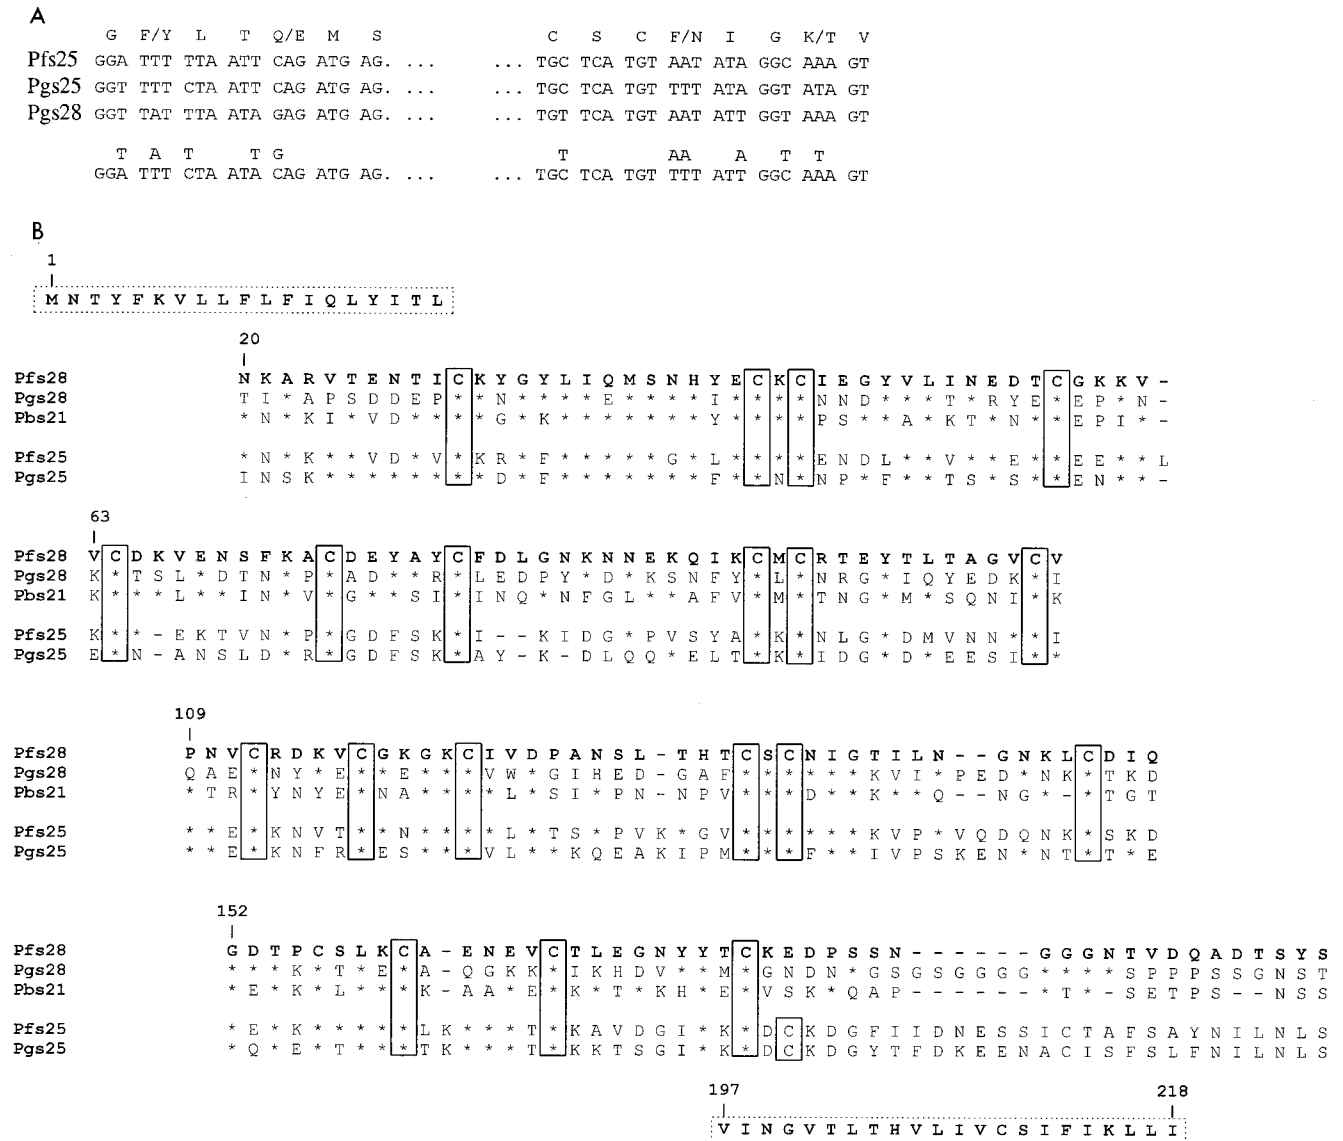 A
G F/Y L T Q/E M S C S C F/N I G K/T V
Pfs25 GGA TTT TTA ATT CAG ATG AG. ... ... TGC TCA TGT AAT ATA GGC AAA GT
Pgs25 GGT TTT CTA ATT CAG ATG AG. ... ... TGC TCA TGT TTT ATA GGT ATA GT
Pgs28 GGT TAT TTA ATA GAG ATG AG. ... ... TGT TCA TGT AAT ATT GGT AAA GT
T A T T G T AA A T T
GGA TTT CTA ATA CAG ATG AG. ... ... TGC TCA TGT TTT ATT GGC AAA GT
B
1
M N T Y F K V L L F L F I Q L Y I T L
20
Pfs28 N K A R V T E N T I C K Y G Y L I Q M S N H Y E C K C I E G Y V L I N E D T C G K K V -
Pgs28 T I * A P S D D E P * * N * * * * E * * * * I * * * * N N D * * * T * R Y E * E P * N -
Pbs21 * N * K I * V D * * * * G * K * * * * * * * Y * * * * P S * * A * K T * N * * E P I * -
Pfs25 * N * K * * V D * V * K R * F * * * * * G * L * * * * E N D L * * V * * E * * E E * * L
Pgs25 I N S K * * * * * * * * D * F * * * * * * * F * * N * N P * F * * T S * S * * E N * * -
63
Pfs28 V C D K V E N S F K A C D E Y A Y C F D L G N K N N E K Q I K C M C R T E Y T L T A G V C V
Pgs28 K * T S L * D T N * P * A D * * R * L E D P Y * D * K S N F Y * L * N R G * I Q Y E D K * I
Pbs21 K * * * L * * I N * V * G * * S I * I N Q * N F G L * * A F V * M * T N G * M * S Q N I * K
Pfs25 K * * - E K T V N * P * G D F S K * I - - K I D G * P V S Y A * K * N L G * D M V N N * * I
Pgs25 E * N - A N S L D * R * G D F S K * A Y - K - D L Q Q * E L T * K * I D G * D * E E S I * *
109
Pfs28 P N V C R D K V C G K G K C I V D P A N S L - T H T C S C N I G T I L N - - G N K L C D I Q
Pgs28 Q A E * N Y * E * * E * * * V W * G I H E D - G A F * * * * * * K V I * P E D * N K * T K D
Pbs21 * T R * Y N Y E * N A * * * * L * S I * P N - N P V * * * D * * K * * Q - - N G * - * T G T
Pfs25 * * E * K N V T * * N * * * * L * T S * P V K * G V * * * * * * K V P * V Q D Q N K * S K D
Pgs25 * * E * K N F R * E S * * * V L * * K Q E A K I P M * * * F * * I V P S K E N * N T * T * E
152
Pfs28 G D T P C S L K C A - E N E V C T L E G N Y Y T C K E D P S S N - - - - - - G G G N T V D Q A D T S Y S
Pgs28 * * * K * T * E * A - Q G K K * I K H D V * * M * G N D N * G S G S G G G G * * * * S P P P S S G N S T
Pbs21 * E * K * L * * * K - A A * E * K * T * K H * E * V S K * Q A P - - - - - - * T * - S E T P S - - N S S
Pfs25 * E * K * * * * * L K * * * T * K A V D G I * K * D C K D G F I I D N E S S I C T A F S A Y N I L N L S
Pgs25 * Q * E * T * * * T K * * * T * K K T S G I * K * D C K D G Y T F D K E E N A C I S F S L F N I L N L S
197 218
V I N G V T L T H V L I V C S I F I K L L I